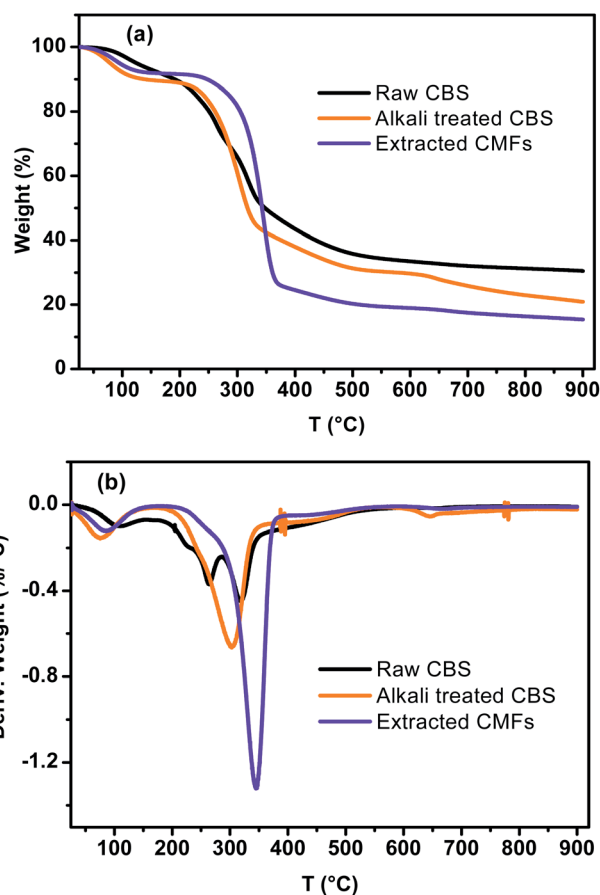 (a)
100
80
60
40
20
0
Weight (%)
Raw CBS
Alkali treated CBS
Extracted CMFs
100 200 300 400 500 600 700 800 900
T (°C)
(b)
0.0
-0.4
-0.8
-1.2
Weight (%/°C)
Raw CBS
Alkali treated CBS
Extracted CMFs
100 200 300 400 500 600 700 800 900
T (°C)